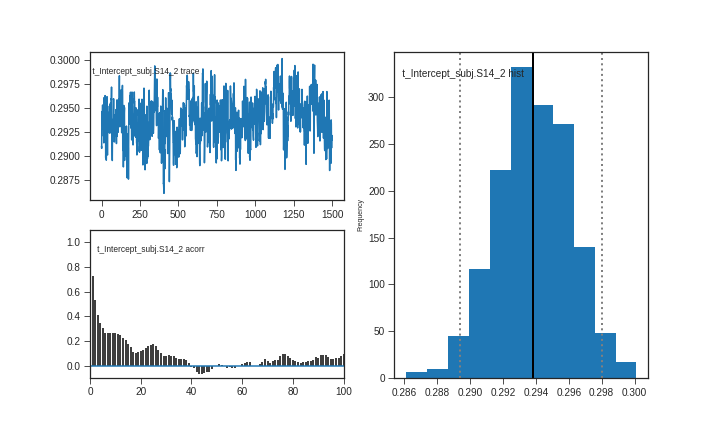 t_Intercept_subj.S14_2 trace
0.3000
0.2975
0.2950
0.2925
0.2900
0.2875
0 250 500 750 1000 1250 1500
t_Intercept_subj.S14_2 acorr
1.0
0.8
0.6
0.4
0.2
0.0
0 20 40 60 80 100
t_Intercept_subj.S14_2 hist
Frequency
300
250
200
150
100
50
0
0.286 0.288 0.290 0.292 0.294 0.296 0.298 0.300